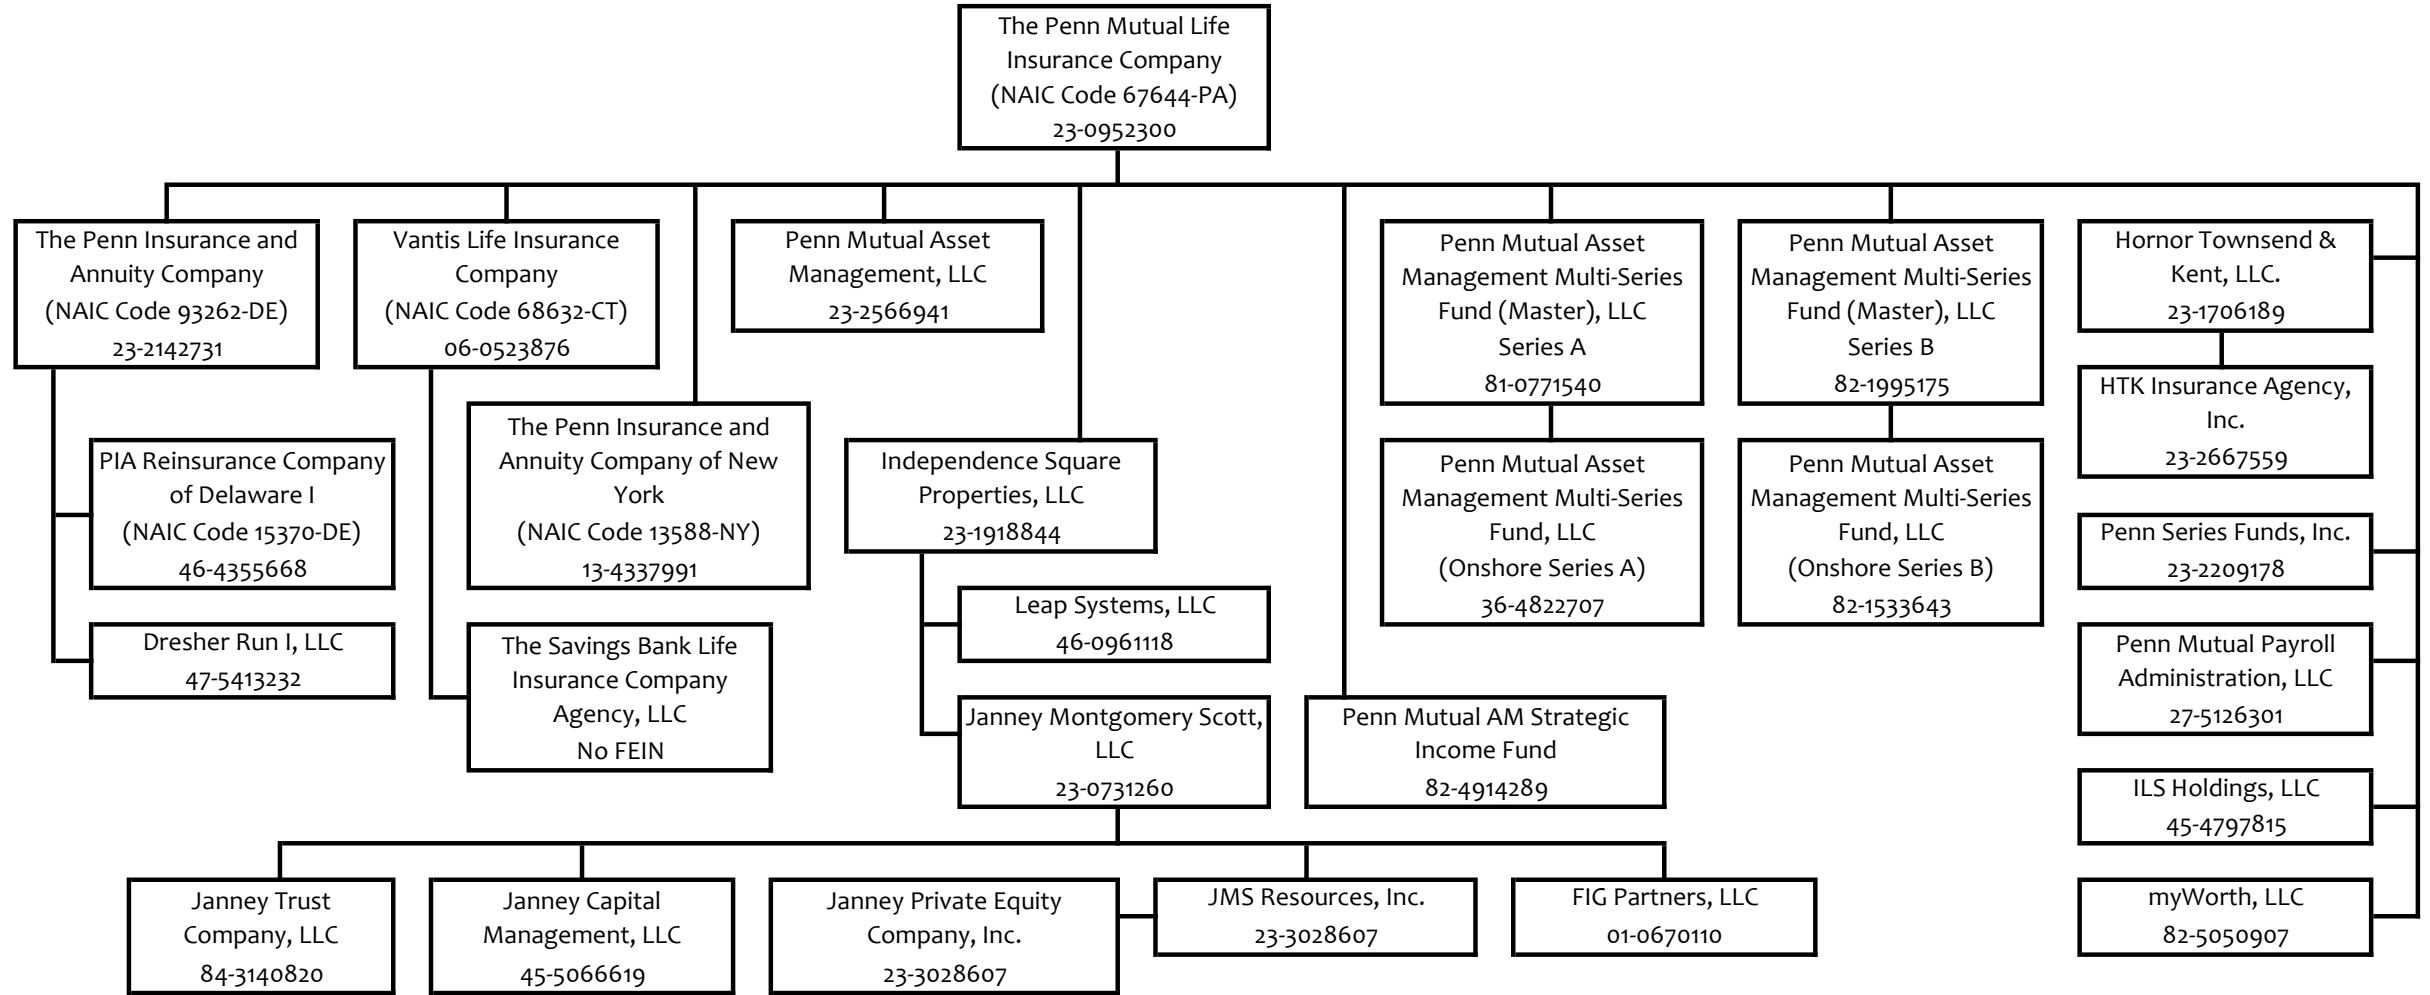 The Penn Mutual Life
Insurance Company
(NAIC Code 67644-PA)
23-0952300
The Penn Insurance and
Annuity Company
(NAIC Code 93262-DE)
23-2142731
Vantis Life Insurance
Company
(NAIC Code 68632-CT)
06-0523876
Penn Mutual Asset
Management, LLC
23-2566941
Penn Mutual Asset
Management Multi-Series
Fund (Master), LLC
Series A
81-0771540
Penn Mutual Asset
Management Multi-Series
Fund (Master), LLC
Series B
82-1995175
Hornor Townsend &
Kent, LLC.
23-1706189
HTK Insurance Agency,
Inc.
23-2667559
The Penn Insurance and
Annuity Company of New
York
(NAIC Code 13588-NY)
13-4337991
PIA Reinsurance Company
of Delaware I
(NAIC Code 15370-DE)
46-4355668
Independence Square
Properties, LLC
23-1918844
Penn Mutual Asset
Management Multi-Series
Fund, LLC
(Onshore Series A)
36-4822707
Penn Mutual Asset
Management Multi-Series
Fund, LLC
(Onshore Series B)
82-1533643
Penn Series Funds, Inc.
23-2209178
Leap Systems, LLC
46-0961118
Dresher Run I, LLC
47-5413232
The Savings Bank Life
Insurance Company
Agency, LLC
No FEIN
Penn Mutual Payroll
Administration, LLC
27-5126301
Janney Montgomery Scott,
LLC
23-0731260
Penn Mutual AM Strategic
Income Fund
82-4914289
ILS Holdings, LLC
45-4797815
Janney Trust
Company, LLC
84-3140820
Janney Capital
Management, LLC
45-5066619
Janney Private Equity
Company, Inc.
23-3028607
JMS Resources, Inc.
23-3028607
FIG Partners, LLC
01-0670110
myWorth, LLC
82-5050907